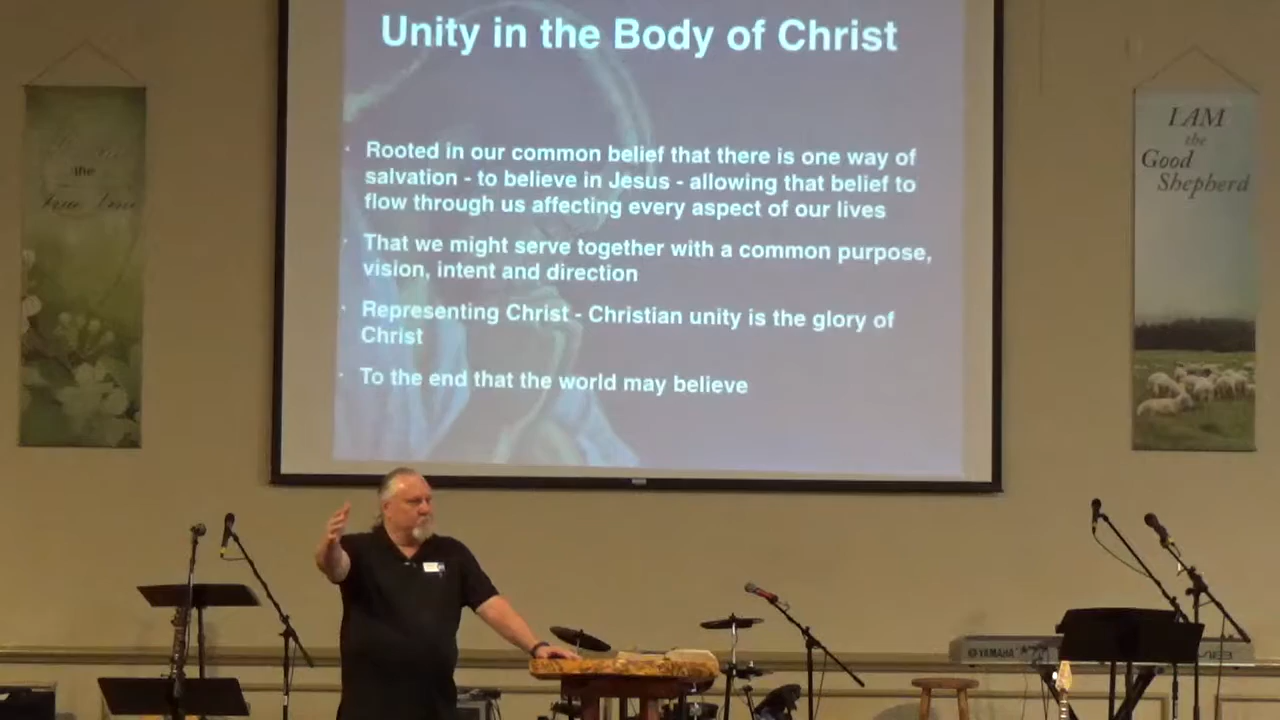 Unity in the Body of Christ
· Rooted in our common belief that there is one way of
salvation - to believe in Jesus - allowing that belief to
flow through us affecting every aspect of our lives
· That we might serve together with a common purpose,
vision, intent and direction
· Representing Christ - Christian unity is the glory of
Christ
· To the end that the world may believe
the
I AM
the
Good
Shepherd
YAMAHA